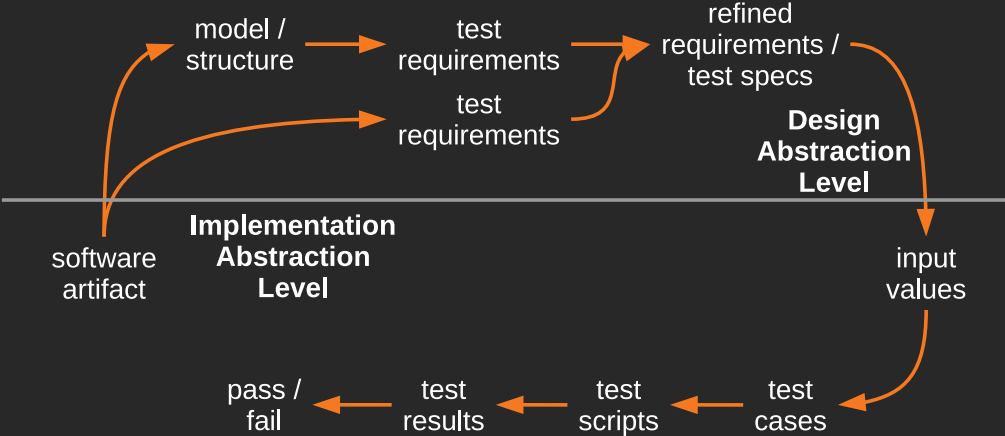 model /
structure
test
requirements
refined
requirements /
test specs
test
requirements
Design
Abstraction
Level
Implementation
Abstraction
Level
software
artifact
input
values
pass /
fail
test
results
test
scripts
test
cases